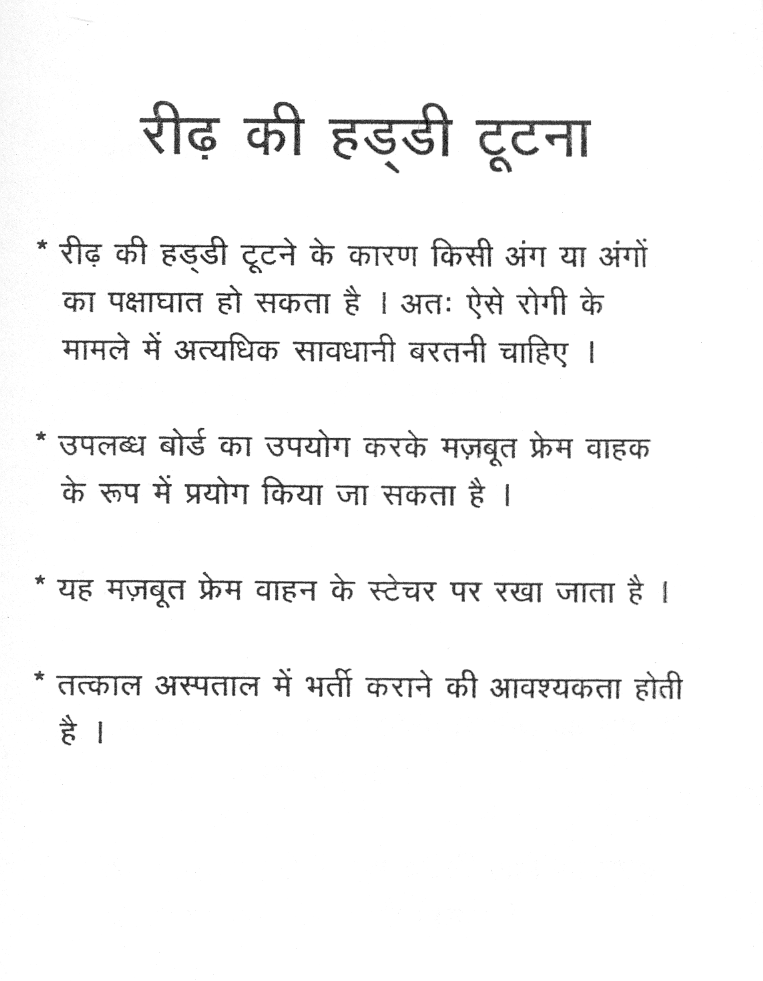 रीढ़ की हड्‌डी टूटना
* रीढ़ की हड्‌डी टूटने के कारण किसी अंग या अंगों
का पक्षाघात हो सकता है । अतः ऐसे रोगी के
मामले में अत्यधिक सावधानी बरतनी चाहिए ।
* उपलब्ध बोर्ड का उपयोग करके मज़बूत फ्रेम वाहक
के रूप में प्रयोग किया जा सकता है ।
* यह मज़बूत फ्रेम वाहन के स्टेचर पर रखा जाता है ।
* तत्काल अस्पताल में भर्ती कराने की आवश्यकता होती
है ।